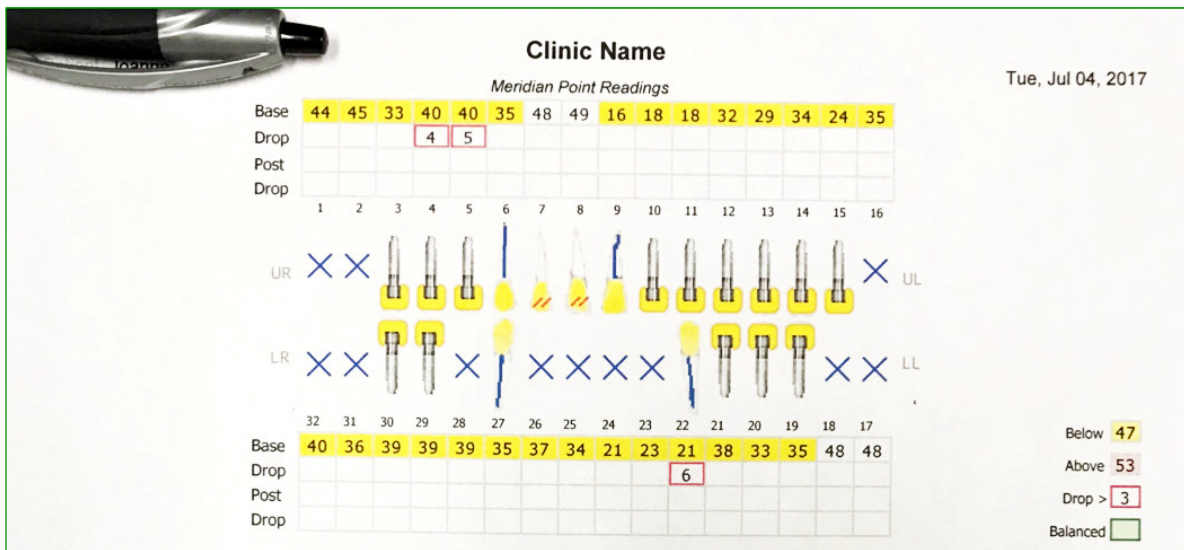 Joanne
Clinic Name
Meridian Point Readings
Tue, Jul 04, 2017
Base 44 45 33 40 40 35 48 49 16 18 18 32 29 34 24 35
Drop 4 5
Post
Drop
1 2 3 4 5 6 7 8 9 10 11 12 13 14 15 16
UR UL
LR LL
32 31 30 29 28 27 26 25 24 23 22 21 20 19 18 17
Base 40 36 39 39 39 35 37 34 21 23 21 38 33 35 48 48
Drop 6
Post
Drop
Below 47
Above 53
Drop > 3
Balanced